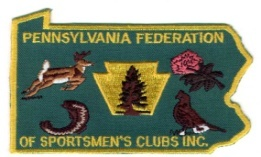 PENNSYLVANIA FEDERATION
OF SPORTSMEN'S CLUBS INC.